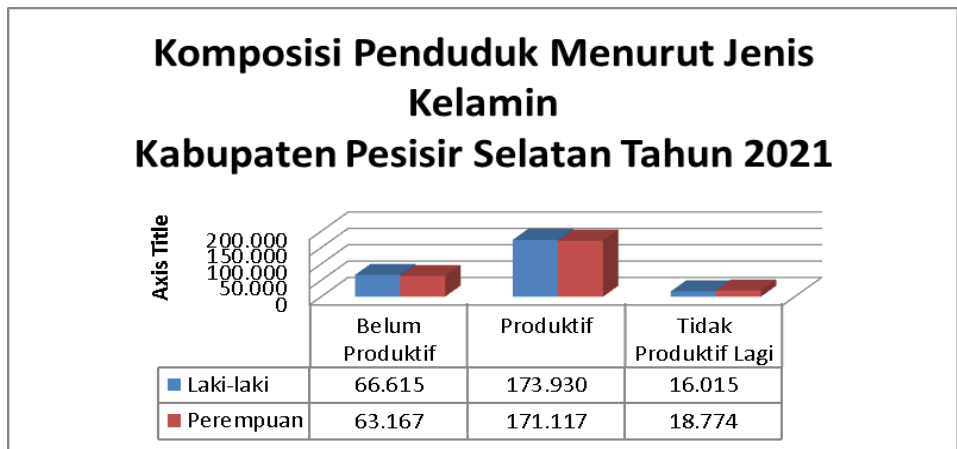 Komposisi Penduduk Menurut Jenis
Kelamin
Kabupaten Pesisir Selatan Tahun 2021
Axis Title
200.000
150.000
100.000
50.000
0
Belum Produktif
Produktif
Tidak Produktif Lagi
Laki-laki 66.615 173.930 16.015
Perempuan 63.167 171.117 18.774